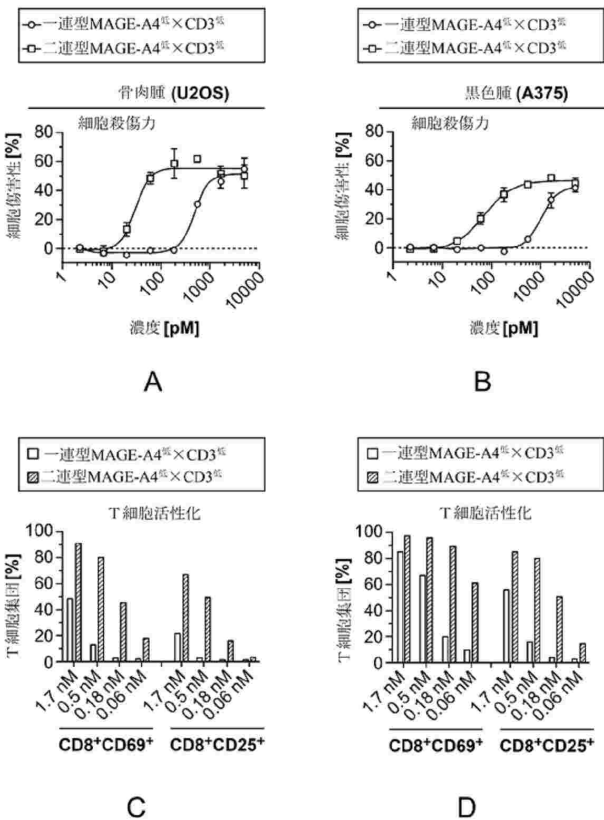 一連型MAGE-A4低×CD3低
二連型MAGE-A4低×CD3低
骨肉腫 (U2OS)
細胞殺傷力
細胞傷害性 [%]
80
60
40
20
0
1
10
100
1000
10000
濃度 [pM]
A
一連型MAGE-A4低×CD3低
二連型MAGE-A4低×CD3低
黒色腫 (A375)
細胞殺傷力
細胞傷害性 [%]
80
60
40
20
0
1
10
100
1000
10000
濃度 [pM]
B
一連型MAGE-A4低×CD3低
二連型MAGE-A4低×CD3低
T細胞活性化
T細胞集団 [%]
100
80
60
40
20
0
1.7 nM
0.5 nM
0.18 nM
0.06 nM
1.7 nM
0.5 nM
0.18 nM
0.06 nM
CD8+CD69+
CD8+CD25+
C
一連型MAGE-A4低×CD3低
二連型MAGE-A4低×CD3低
T細胞活性化
T細胞集団 [%]
100
80
60
40
20
0
1.7 nM
0.5 nM
0.18 nM
0.06 nM
1.7 nM
0.5 nM
0.18 nM
0.06 nM
CD8+CD69+
CD8+CD25+
D